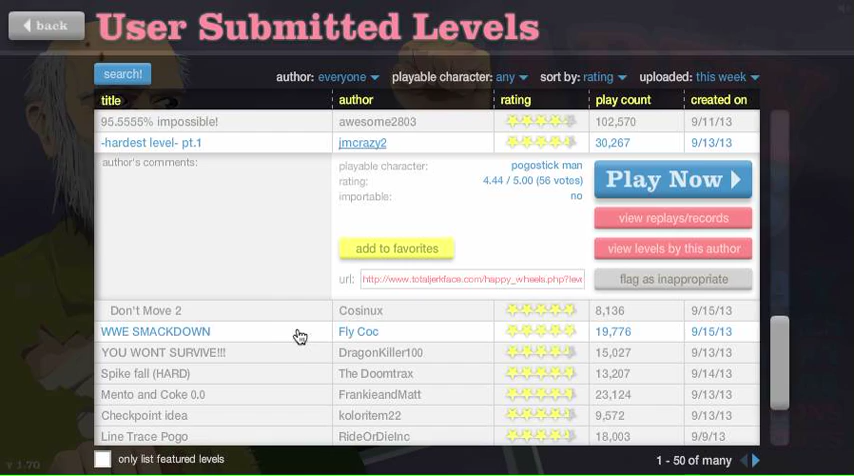 back
User Submitted Levels
search!
author: everyone playable character: any sort by: rating uploaded: this week
title author rating play count created on
95.5555% impossible! awesome2803 102,570 9/11/13
-hardest level- pt.1 jmcrazy2 30,267 9/13/13
author's comments:
playable character: pogostick man
rating: 4.44 / 5.00 (56 votes)
importable: no
Play Now
view replays/records
add to favorites
view levels by this author
url: http://www.totaljerkface.com/happy_wheels.php?leve
flag as inappropriate
Don't Move 2 Cosinux 8,136 9/15/13
WWE SMACKDOWN Fly Coc 19,776 9/15/13
YOU WONT SURVIVE!!! DragonKiller100 15,027 9/13/13
Spike fall (HARD) The Doomtrax 13,207 9/14/13
Mento and Coke 0.0 FrankieandMatt 23,124 9/13/13
Checkpoint idea koloritem22 9,572 9/13/13
Line Trace Pogo RideOrDieInc 18,003 9/9/13
only list featured levels
1 - 50 of many
v 1.70